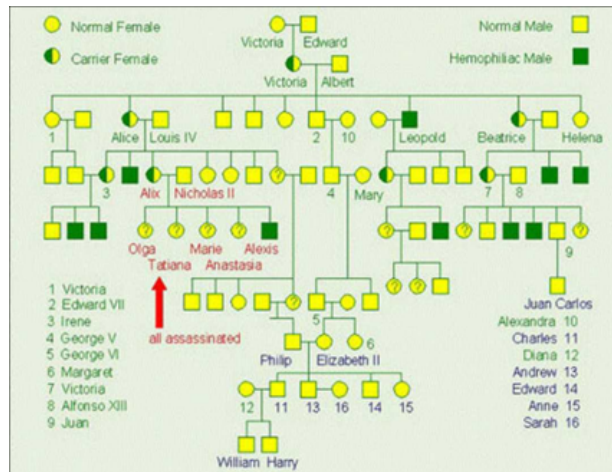 Normal Female
Normal Male
Victoria Edward
Carrier Female
Hemophiliac Male
Victoria Albert
1 Alice Louis IV 2 10 Leopold Beatrice Helena
?
3 Alix Nicholas II 4 Mary 7 8
? ? ? ? ? ?
Olga Marie Alexis 9
Tatiana Anastasia
? ?
1 Victoria
2 Edward VII
3 Irene
4 George V
5 George VI
6 Margaret
7 Victoria
8 Alfonso XIII
9 Juan
all assassinated
?
5
6
Philip Elizabeth II
12 11 13 16 14 15
William Harry
Juan Carlos
Alexandra 10
Charles 11
Diana 12
Andrew 13
Edward 14
Anne 15
Sarah 16